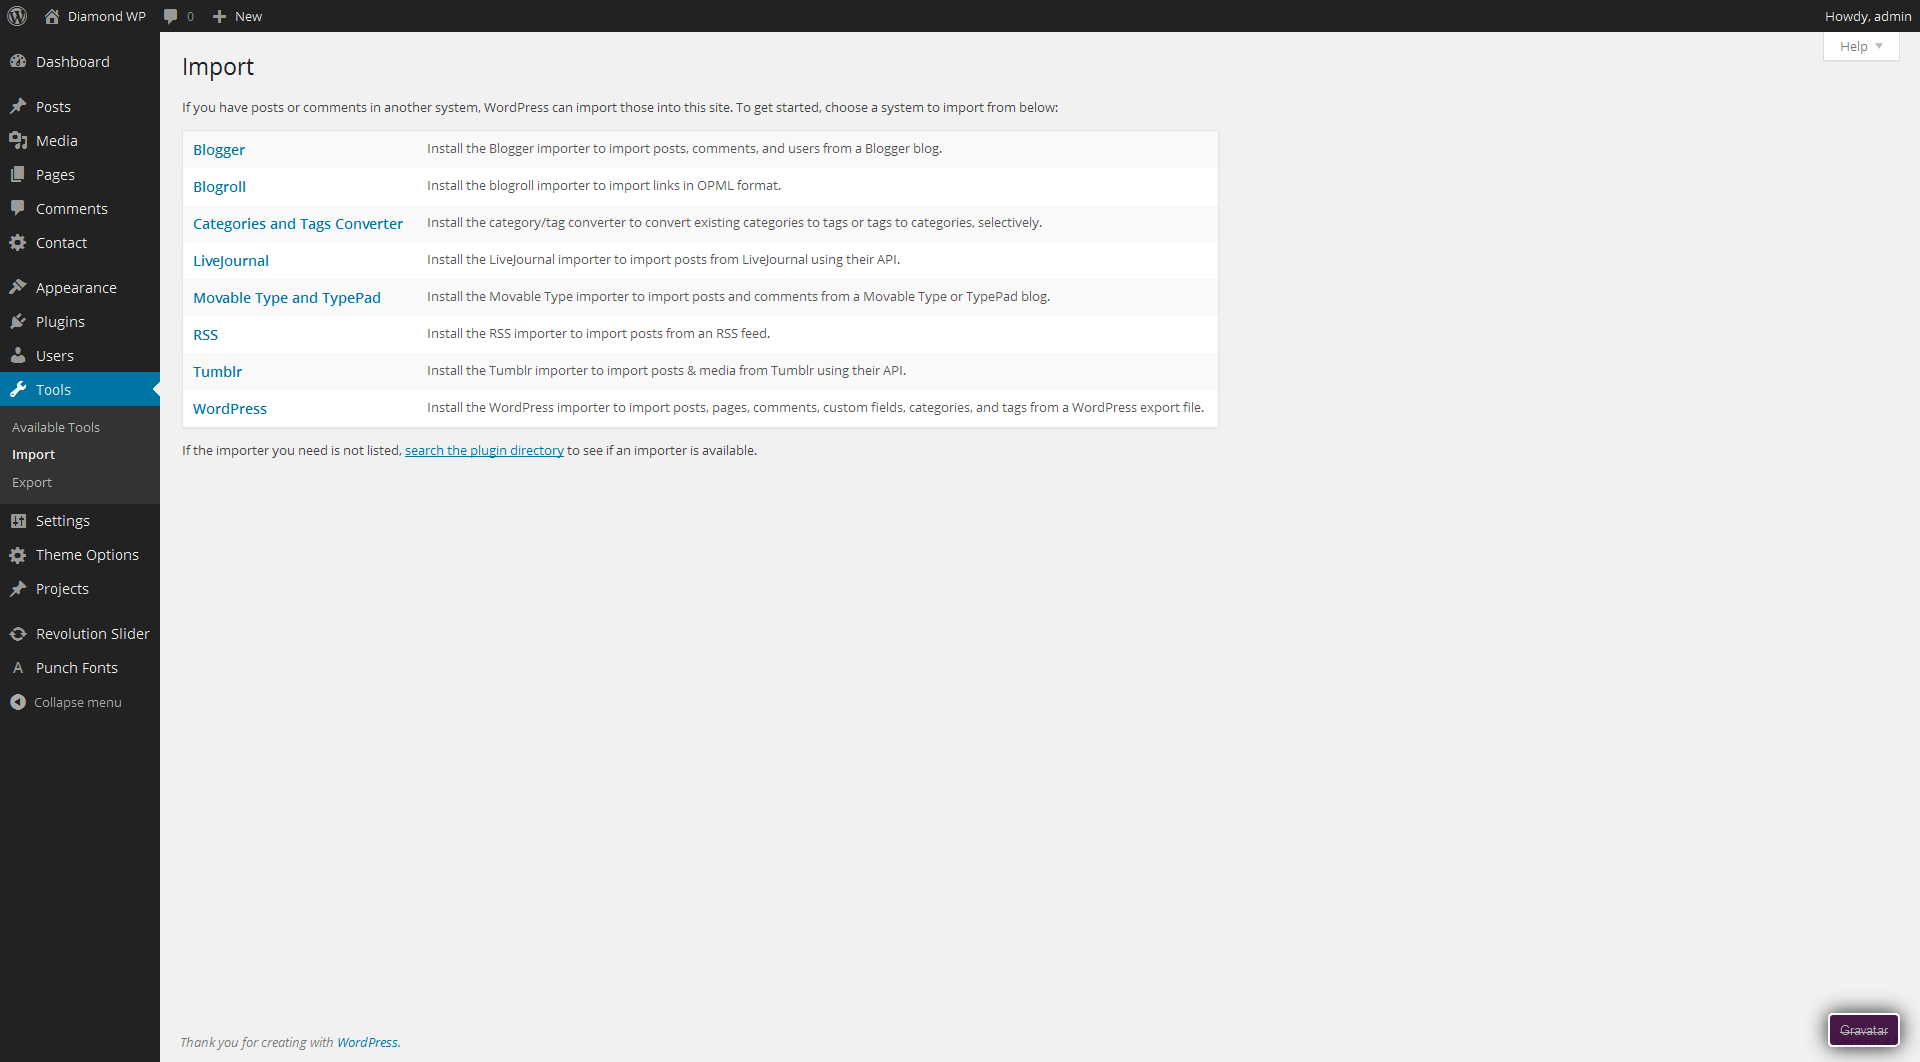 Diamond WP 0 New Howdy, admin
Help
Dashboard
Posts
Media
Pages
Comments
Contact
Appearance
Plugins
Users
Tools
Available Tools
Import
Export
Settings
Theme Options
Projects
Revolution Slider
A Punch Fonts
Collapse menu
Import
If you have posts or comments in another system, WordPress can import those into this site. To get started, choose a system to import from below:
Blogger Install the Blogger importer to import posts, comments, and users from a Blogger blog.
Blogroll Install the blogroll importer to import links in OPML format.
Categories and Tags Converter Install the category/tag converter to convert existing categories to tags or tags to categories, selectively.
LiveJournal Install the LiveJournal importer to import posts from LiveJournal using their API.
Movable Type and TypePad Install the Movable Type importer to import posts and comments from a Movable Type or TypePad blog.
RSS Install the RSS importer to import posts from an RSS feed.
Tumblr Install the Tumblr importer to import posts & media from Tumblr using their API.
WordPress Install the WordPress importer to import posts, pages, comments, custom fields, categories, and tags from a WordPress export file.
If the importer you need is not listed, search the plugin directory to see if an importer is available.
Thank you for creating with WordPress.
Gravatar